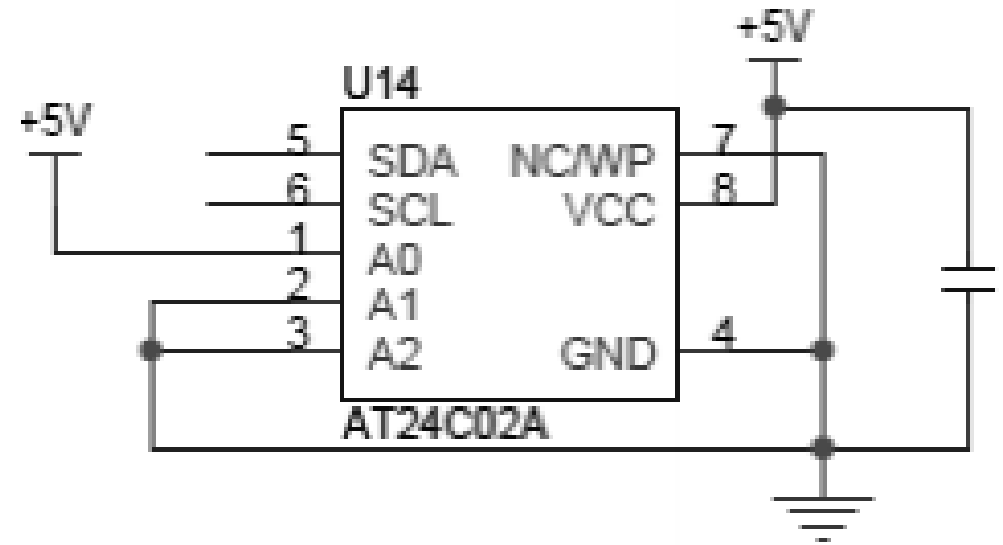 +5V
U14
+5V
5 SDA NC/WP 7
6 SCL VCC 8
1 A0
2 A1
3 A2 GND 4
AT24C02A